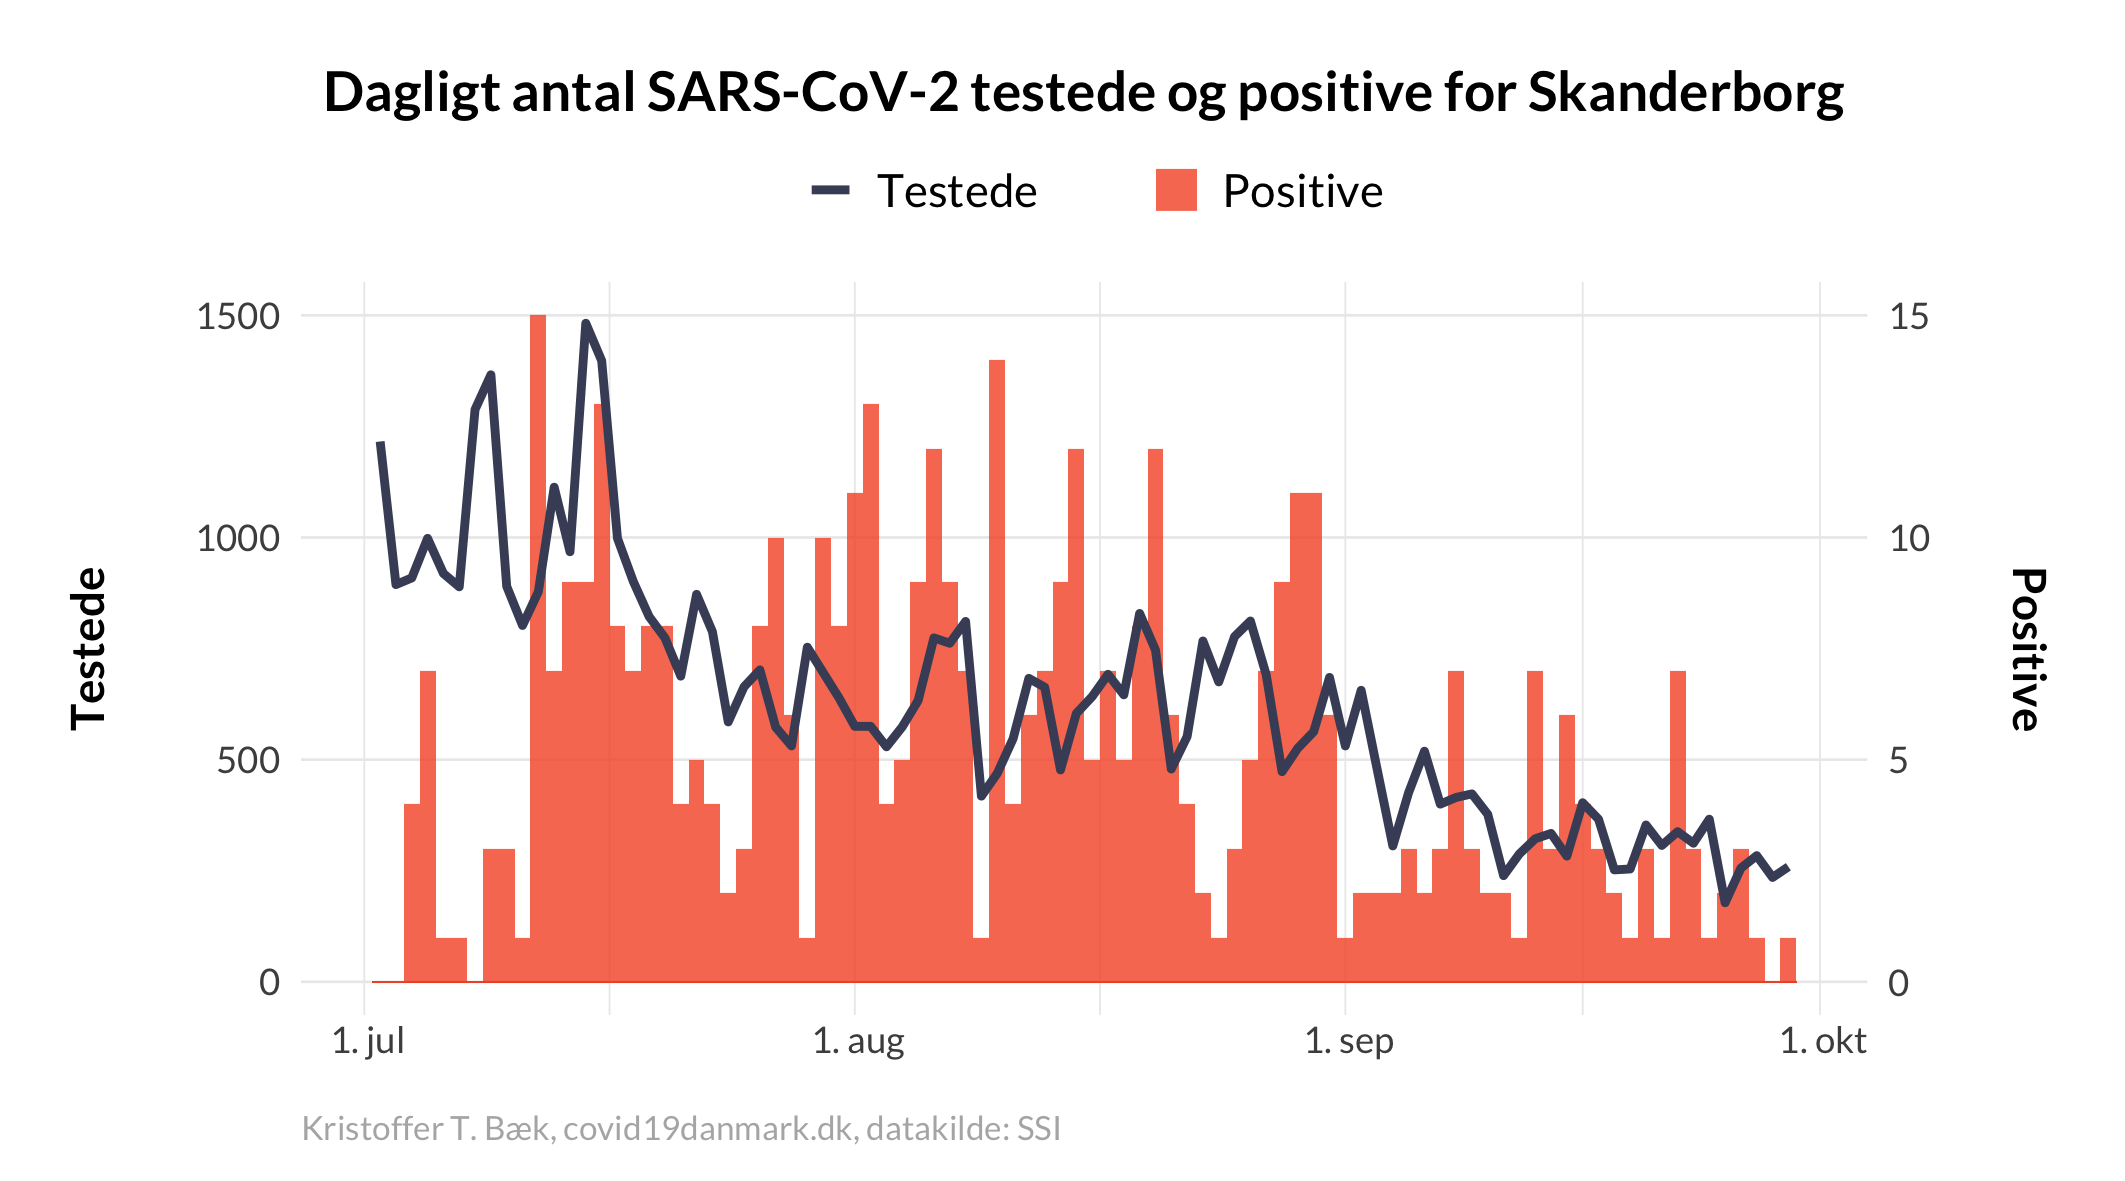 Dagligt antal SARS-CoV-2 testede og positive for Skanderborg
Testede Positive
1500 15
1000 10
Testede Positive
500 5
0 0
1. jul 1. aug 1. sep 1. okt
Kristoffer T. Bæk, covid19danmark.dk, datakilde: SSI